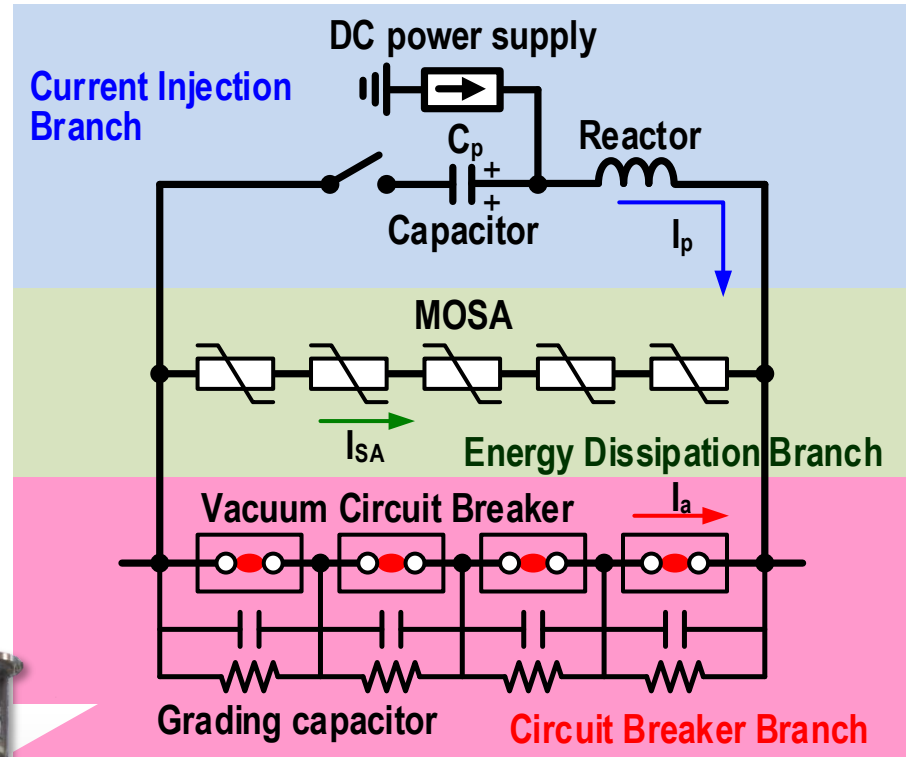 DC power supply
Current Injection
Branch
Cp
Reactor
+
+
Capacitor
Ip
MOSA
ISA
Energy Dissipation Branch
Ia
Vacuum Circuit Breaker
Grading capacitor
Circuit Breaker Branch